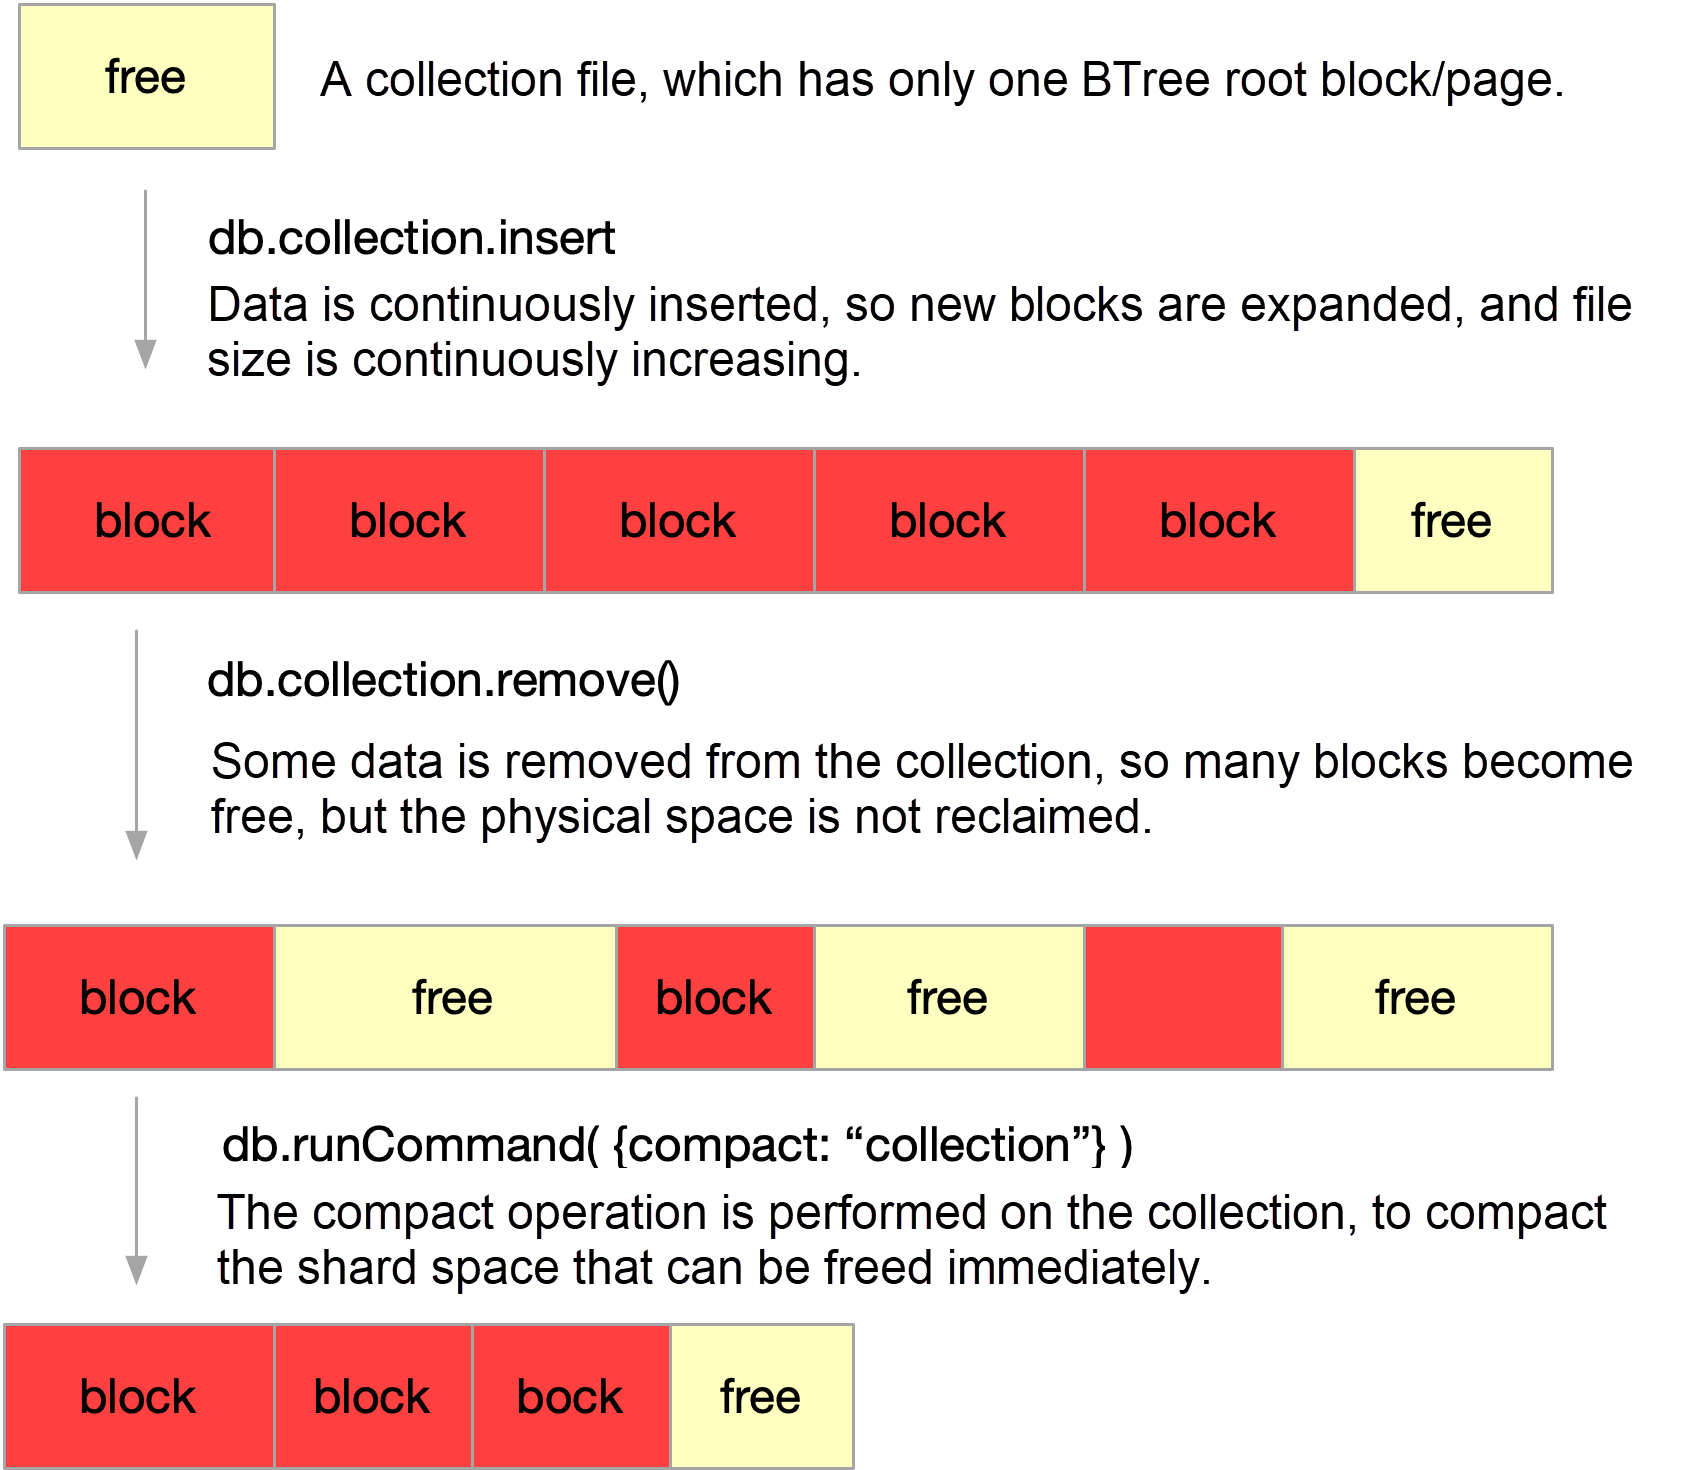 free
A collection file, which has only one BTree root block/page.
db.collection.insert
Data is continuously inserted, so new blocks are expanded, and file
size is continuously increasing.
block block block block block free
db.collection.remove()
Some data is removed from the collection, so many blocks become
free, but the physical space is not reclaimed.
block free block free free
db.runCommand( {compact: “collection”} )
The compact operation is performed on the collection, to compact
the shard space that can be freed immediately.
block block bock free